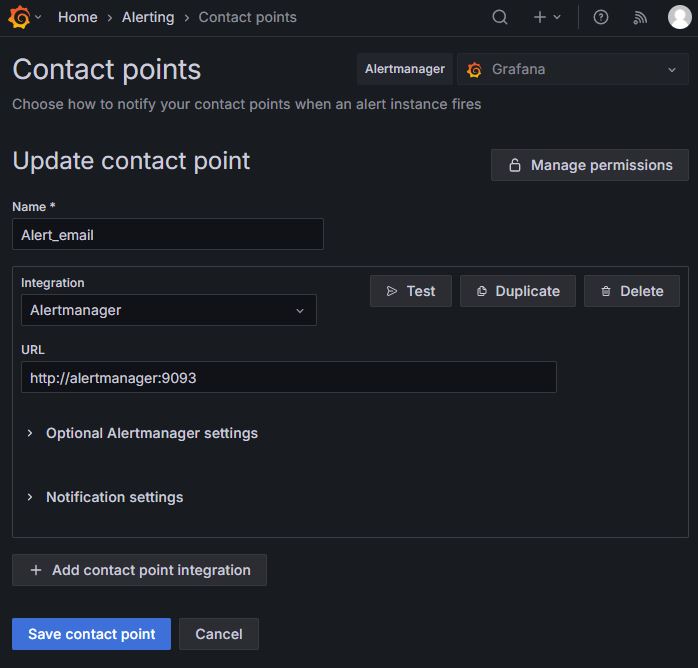 Home > Alerting > Contact points
Contact points
Alertmanager Grafana
Choose how to notify your contact points when an alert instance fires
Update contact point
Manage permissions
Name *
Alert_email
Integration
Alertmanager
Test
Duplicate
Delete
URL
http://alertmanager:9093
> Optional Alertmanager settings
> Notification settings
+ Add contact point integration
Save contact point
Cancel